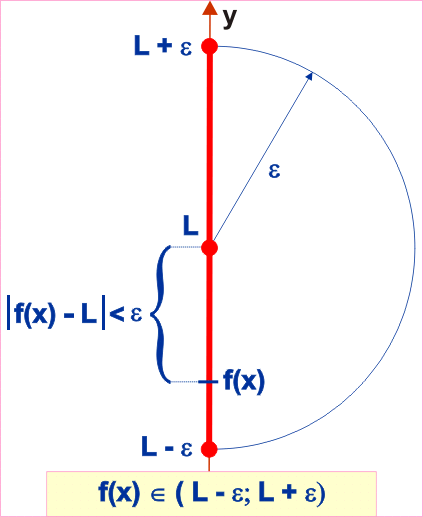 y
L + ε
ε
L
|f(x) - L| < ε
f(x)
L - ε
f(x) ∈ ( L - ε; L + ε)